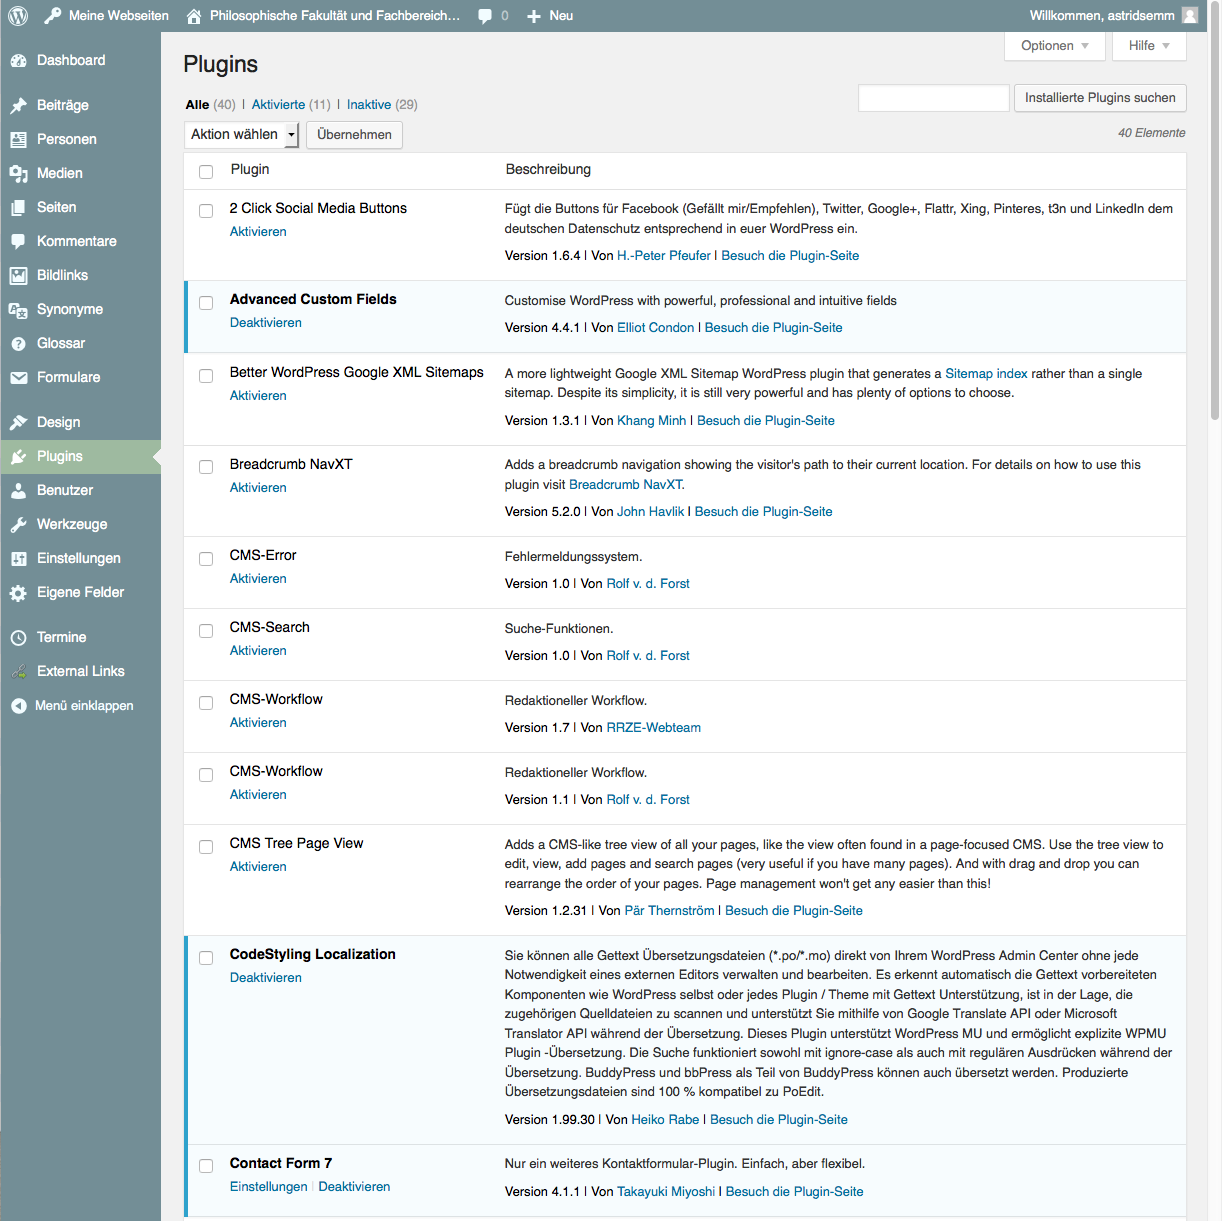 Meine Webseiten Philosophische Fakultät und Fachbereich... 0 Neu Willkommen, astridsemm
Optionen Hilfe
Dashboard
Beiträge
Personen
Medien
Seiten
Kommentare
Bildlinks
Synonyme
Glossar
Formulare
Design
Plugins
Benutzer
Werkzeuge
Einstellungen
Eigene Felder
Termine
External Links
Menü einklappen
Plugins
Alle (40) | Aktivierte (11) | Inaktive (29)
Installierte Plugins suchen
Aktion wählen Übernehmen
40 Elemente
Plugin Beschreibung
2 Click Social Media Buttons
Aktivieren
Fügt die Buttons für Facebook (Gefällt mir/Empfehlen), Twitter, Google+, Flattr, Xing, Pinteres, t3n und LinkedIn dem
deutschen Datenschutz entsprechend in euer WordPress ein.
Version 1.6.4 | Von H.-Peter Pfeufer | Besuch die Plugin-Seite
Advanced Custom Fields
Deaktivieren
Customise WordPress with powerful, professional and intuitive fields
Version 4.4.1 | Von Elliot Condon | Besuch die Plugin-Seite
Better WordPress Google XML Sitemaps
Aktivieren
A more lightweight Google XML Sitemap WordPress plugin that generates a Sitemap index rather than a single
sitemap. Despite its simplicity, it is still very powerful and has plenty of options to choose.
Version 1.3.1 | Von Khang Minh | Besuch die Plugin-Seite
Breadcrumb NavXT
Aktivieren
Adds a breadcrumb navigation showing the visitor's path to their current location. For details on how to use this
plugin visit Breadcrumb NavXT.
Version 5.2.0 | Von John Havlik | Besuch die Plugin-Seite
CMS-Error
Aktivieren
Fehlermeldungssystem.
Version 1.0 | Von Rolf v. d. Forst
CMS-Search
Aktivieren
Suche-Funktionen.
Version 1.0 | Von Rolf v. d. Forst
CMS-Workflow
Aktivieren
Redaktioneller Workflow.
Version 1.7 | Von RRZE-Webteam
CMS-Workflow
Aktivieren
Redaktioneller Workflow.
Version 1.1 | Von Rolf v. d. Forst
CMS Tree Page View
Aktivieren
Adds a CMS-like tree view of all your pages, like the view often found in a page-focused CMS. Use the tree view to
edit, view, add pages and search pages (very useful if you have many pages). And with drag and drop you can
rearrange the order of your pages. Page management won't get any easier than this!
Version 1.2.31 | Von Pär Thernström | Besuch die Plugin-Seite
CodeStyling Localization
Deaktivieren
Sie können alle Gettext Übersetzungsdateien (*.po/*.mo) direkt von Ihrem WordPress Admin Center ohne jede
Notwendigkeit eines externen Editors verwalten und bearbeiten. Es erkennt automatisch die Gettext vorbereiteten
Komponenten wie WordPress selbst oder jedes Plugin / Theme mit Gettext Unterstützung, ist in der Lage, die
zugehörigen Quelldateien zu scannen und unterstützt Sie mithilfe von Google Translate API oder Microsoft
Translator API während der Übersetzung. Dieses Plugin unterstützt WordPress MU und ermöglicht explizite WPMU
Plugin -Übersetzung. Die Suche funktioniert sowohl mit ignore-case als auch mit regulären Ausdrücken während der
Übersetzung. BuddyPress und bbPress als Teil von BuddyPress können auch übersetzt werden. Produzierte
Übersetzungsdateien sind 100 % kompatibel zu PoEdit.
Version 1.99.30 | Von Heiko Rabe | Besuch die Plugin-Seite
Contact Form 7
Einstellungen | Deaktivieren
Nur ein weiteres Kontaktformular-Plugin. Einfach, aber flexibel.
Version 4.1.1 | Von Takayuki Miyoshi | Besuch die Plugin-Seite